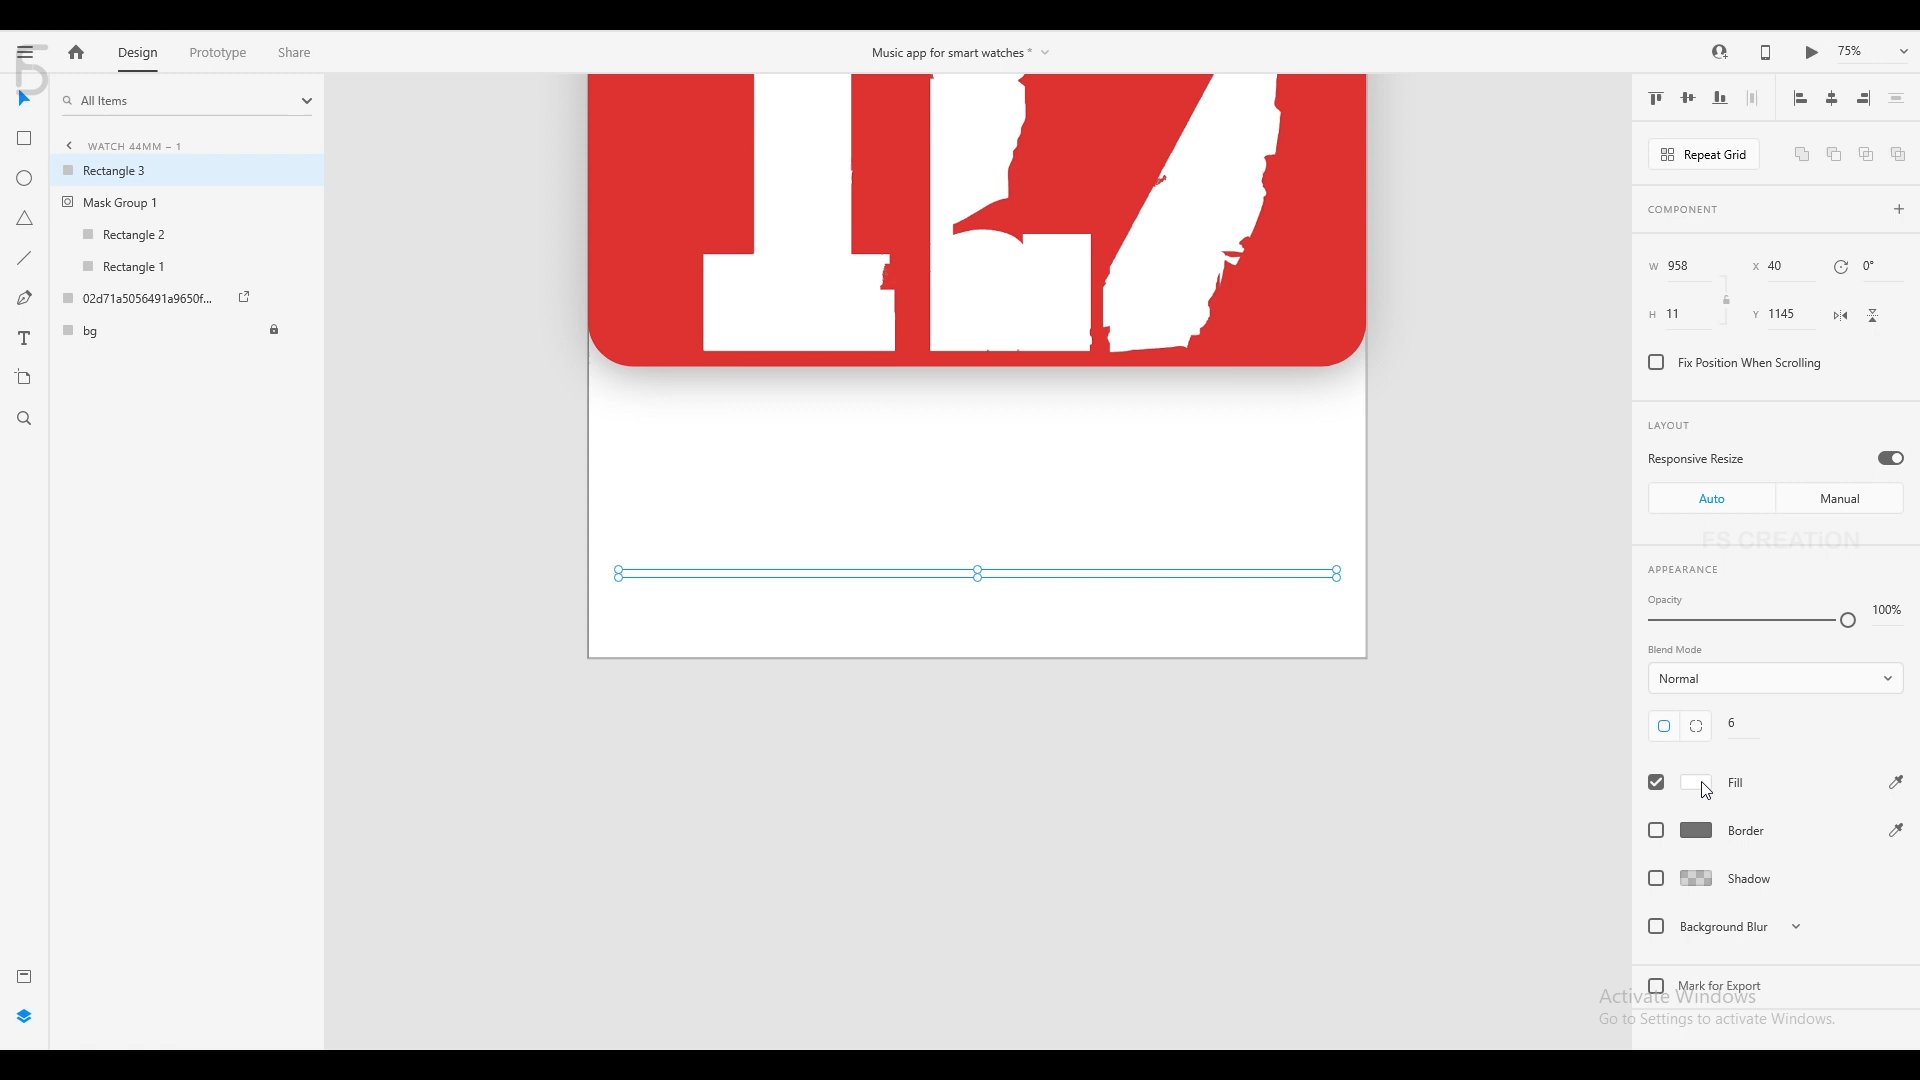 Design
Prototype
Share
Music app for smart watches *
75%
All Items
WATCH 44MM – 1
Rectangle 3
Mask Group 1
Rectangle 2
Rectangle 1
02d71a5056491a9650f...
bg
Repeat Grid
COMPONENT
W 958
X 40
0°
H 11
Y 1145
Fix Position When Scrolling
LAYOUT
Responsive Resize
Auto
Manual
FS CREATiON
APPEARANCE
Opacity
100%
Blend Mode
Normal
6
Fill
Border
Shadow
Background Blur
Mark for Export
Activate Windows
Go to Settings to activate Windows.